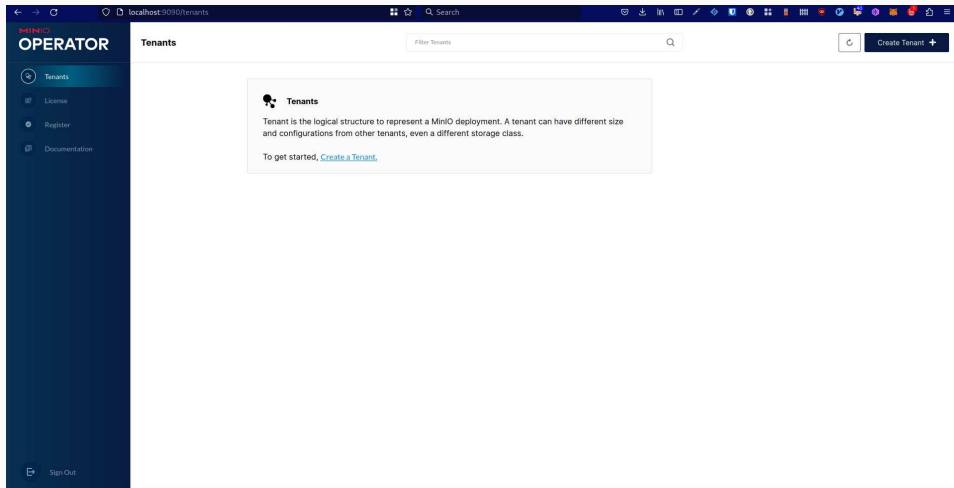 localhost:9090/tenants
Search
MINIO
OPERATOR
Tenants
Filter Tenants
Create Tenant
Tenants
License
Register
Documentation
Tenants
Tenant is the logical structure to represent a MinIO deployment. A tenant can have different size
and configurations from other tenants, even a different storage class.
To get started, Create a Tenant.
Sign Out